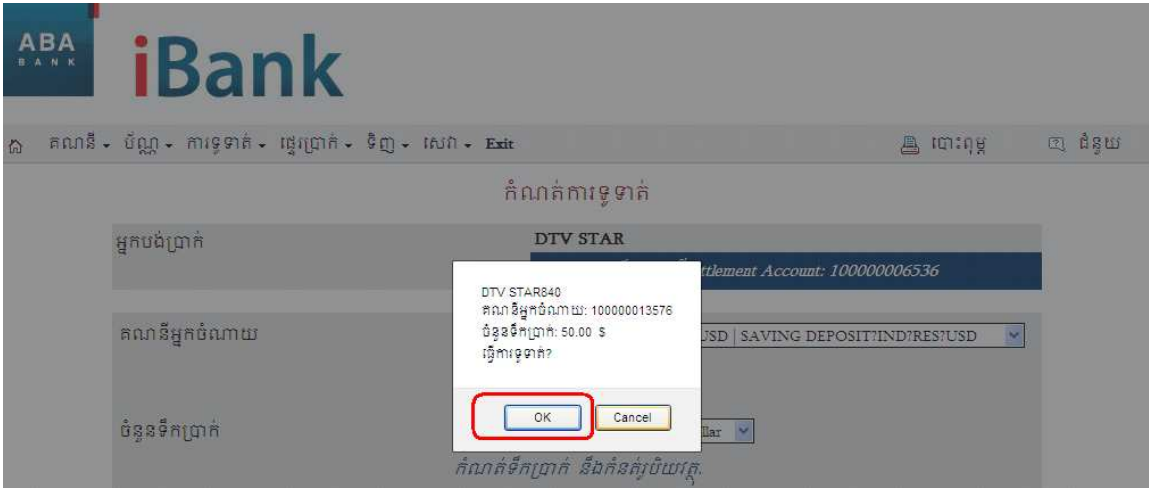 ABA
BANK
iBank
គណនី ប័ណ្ណ ការទូទាត់ ផ្ទេរប្រាក់ ទិញ សេវា Exit បោះពុម្ព ជំនួយ
កំណត់ការទូទាត់
អ្នកបង់ប្រាក់ DTV STAR
ttlement Account: 100000006536
DTV STAR840
គណនីអ្នកចំណាយ: 100000013576
ចំនួនទឹកប្រាក់: 50.00 $
ធ្វើការទូទាត់?
គណនីអ្នកចំណាយ USD | SAVING DEPOSIT?IND?RES?USD
OK Cancel
ចំនួនទឹកប្រាក់ llar
កំណត់ទឹកប្រាក់ នឹងកំនត់រូបិយវត្ថុ.